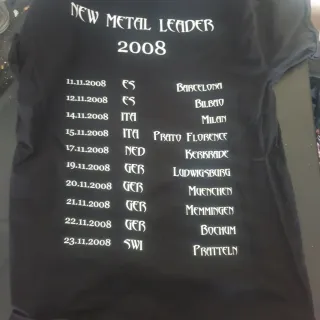 NEW METAL LEADER
2008
11.11.2008 ES BARCELONA
12.11.2008 ES BILBAO
14.11.2008 ITA MILAN
15.11.2008 ITA PRATO FLORENCE
17.11.2008 NED KERKRADE
19.11.2008 GER LUDWIGSBURG
20.11.2008 GER MUENCHEN
21.11.2008 GER MEMMINGEN
22.11.2008 GER BOCHUM
23.11.2008 SWI PRATTELN